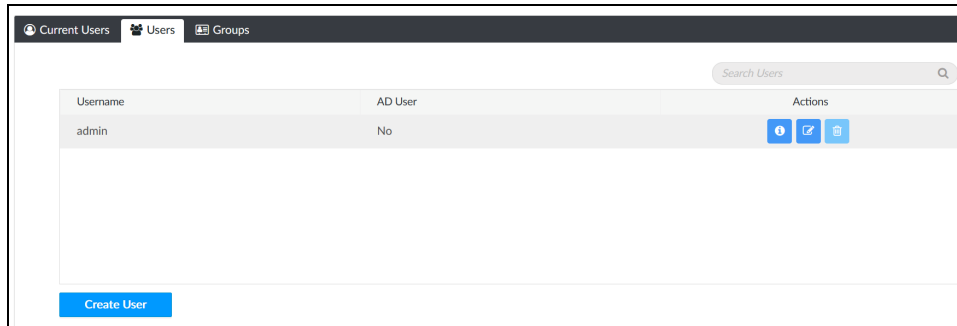 Current Users Users Groups
Search Users
Username AD User Actions
admin No
Create User